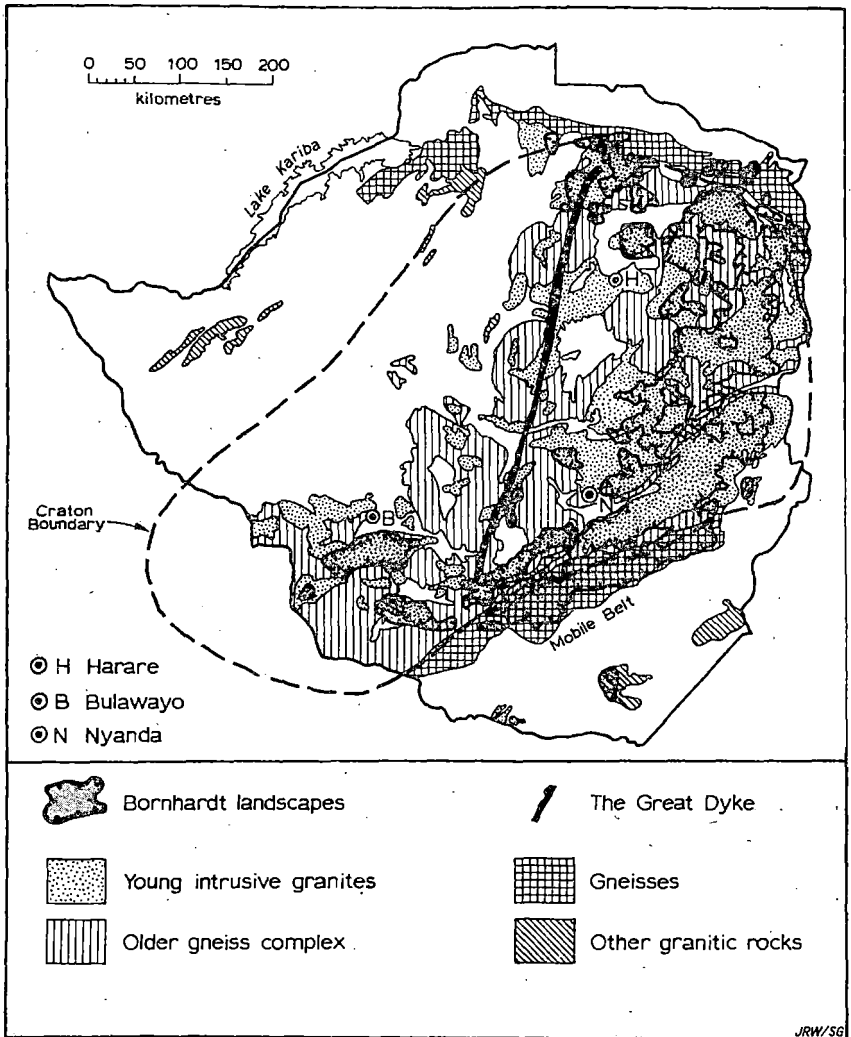 0 50 100 150 200
kilometres
Lake Kariba
H
Craton
Boundary
B
N
Mobile Belt
H Harare
B Bulawayo
N Nyanda
Bornhardt landscapes
The Great Dyke
Young intrusive granites
Gneisses
Older gneiss complex
Other granitic rocks
JRW/SG